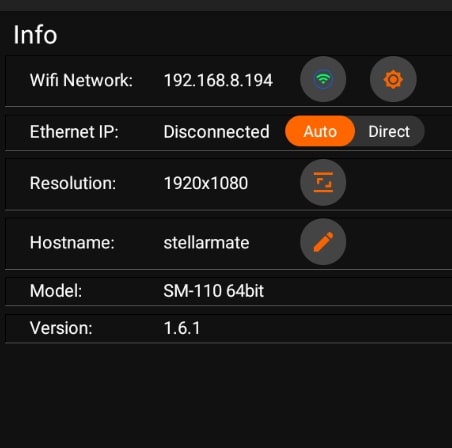 Info
Wifi Network: 192.168.8.194
Ethernet IP: Disconnected Auto Direct
Resolution: 1920x1080
Hostname: stellarmate
Model: SM-110 64bit
Version: 1.6.1